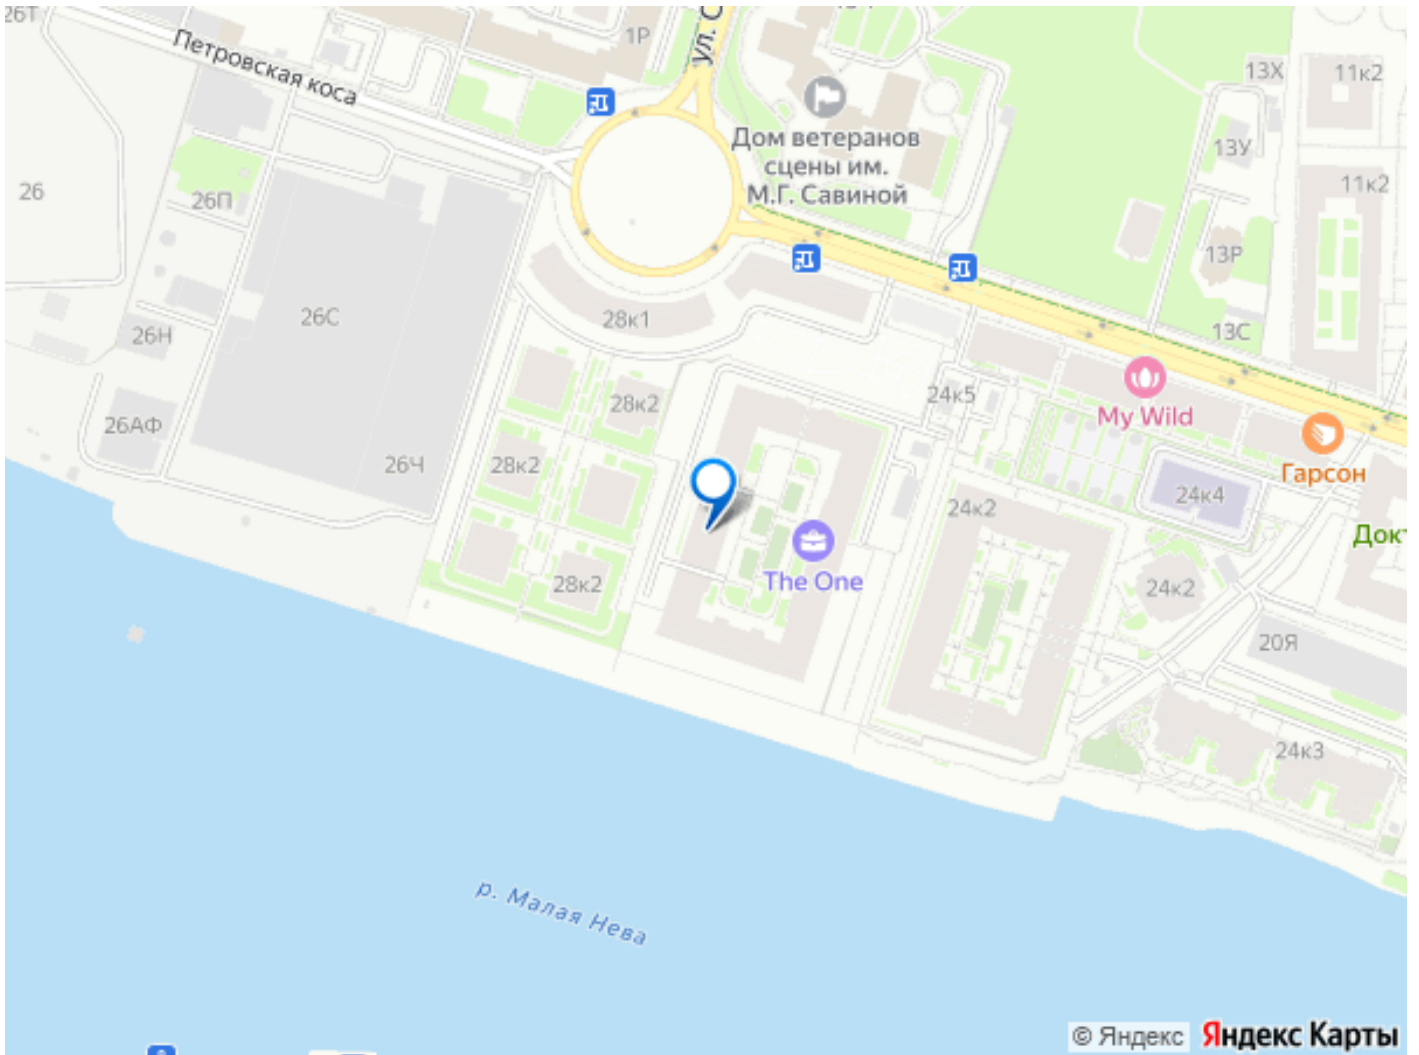 26Т
Петровская коса
1Р
ул. С
13Х
11к2
Дом ветеранов
сцены им.
М.Г. Савиной
13У
11к2
26
26П
13Р
26С
28к1
26Н
13С
28к2
24к5
My Wild
26АФ
26Ч
28к2
Гарсон
24к4
24к2
Докт
The One
28к2
24к2
20Я
24к3
р. Малая Нева
© Яндекс
Яндекс Карты